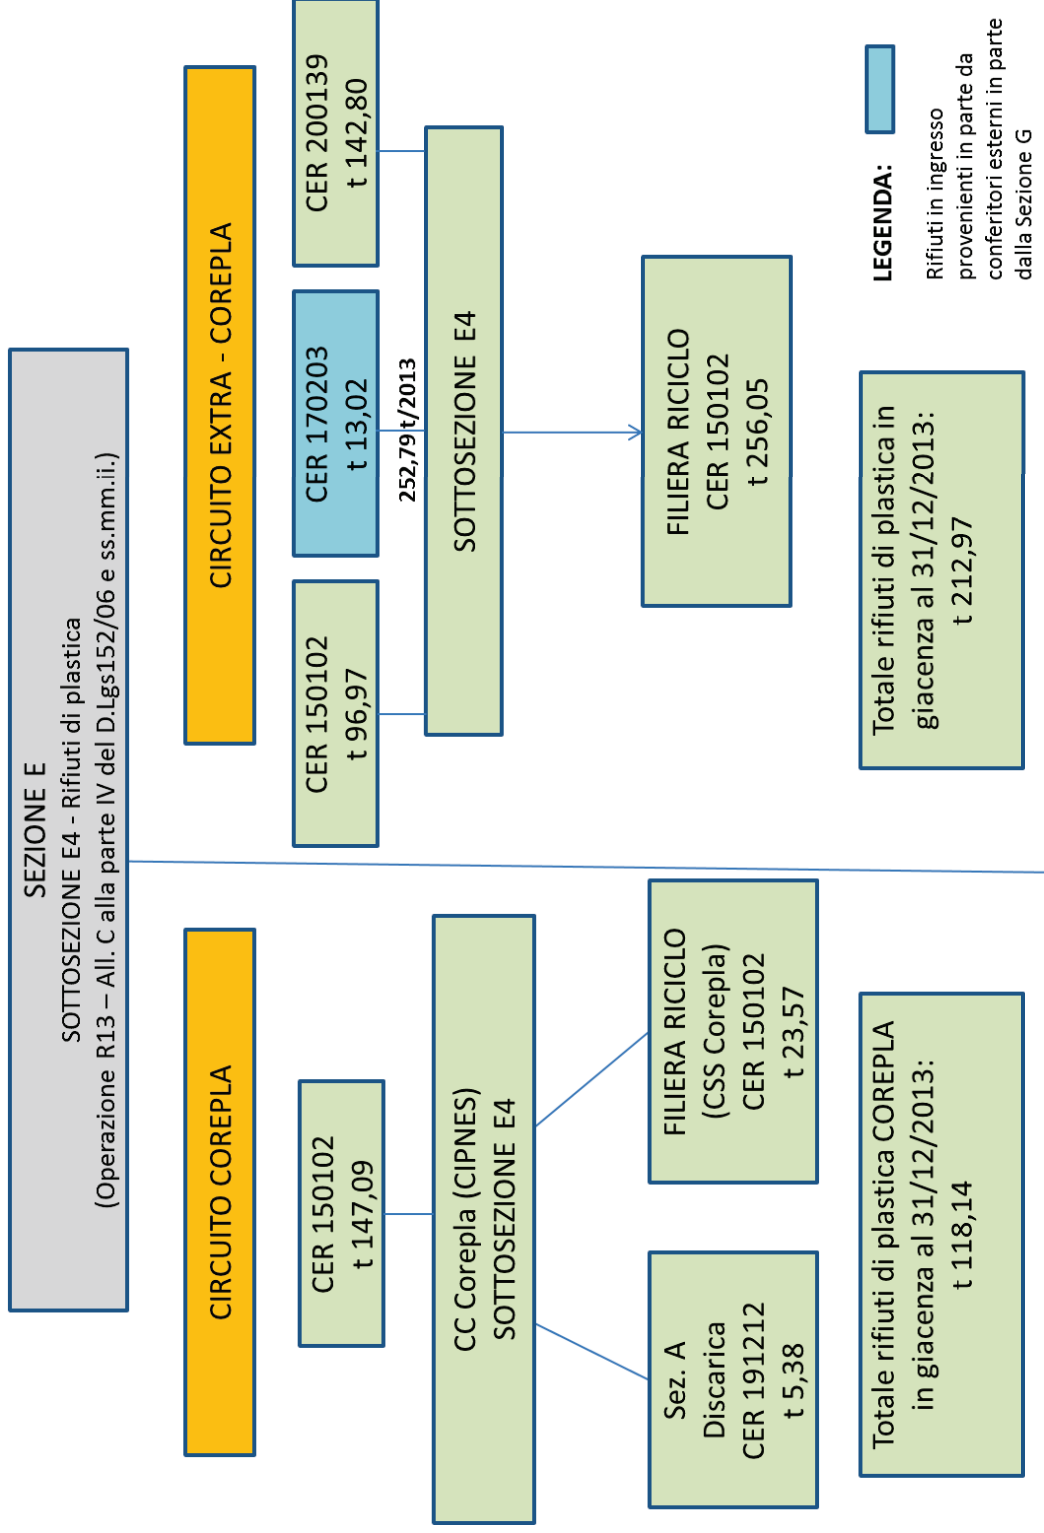 SEZIONE E
SOTTOSEZIONE E4 - Rifiuti di plastica
(Operazione R13 – All. C alla parte IV del D.Lgs152/06 e ss.mm.ii.)
CIRCUITO COREPLA
CER 150102
t 147,09
CC Corepla (CIPNES)
SOTTOSEZIONE E4
Sez. A
Discarica
CER 191212
t 5,38
FILIERA RICICLO
(CSS Corepla)
CER 150102
t 23,57
Totale rifiuti di plastica COREPLA
in giacenza al 31/12/2013:
t 118,14
CIRCUITO EXTRA - COREPLA
CER 150102
t 96,97
CER 170203
t 13,02
CER 200139
t 142,80
252,79 t/2013
SOTTOSEZIONE E4
FILIERA RICICLO
CER 150102
t 256,05
Totale rifiuti di plastica in
giacenza al 31/12/2013:
t 212,97
LEGENDA:
Rifiuti in ingresso
provenienti in parte da
conferitori esterni in parte
dalla Sezione G